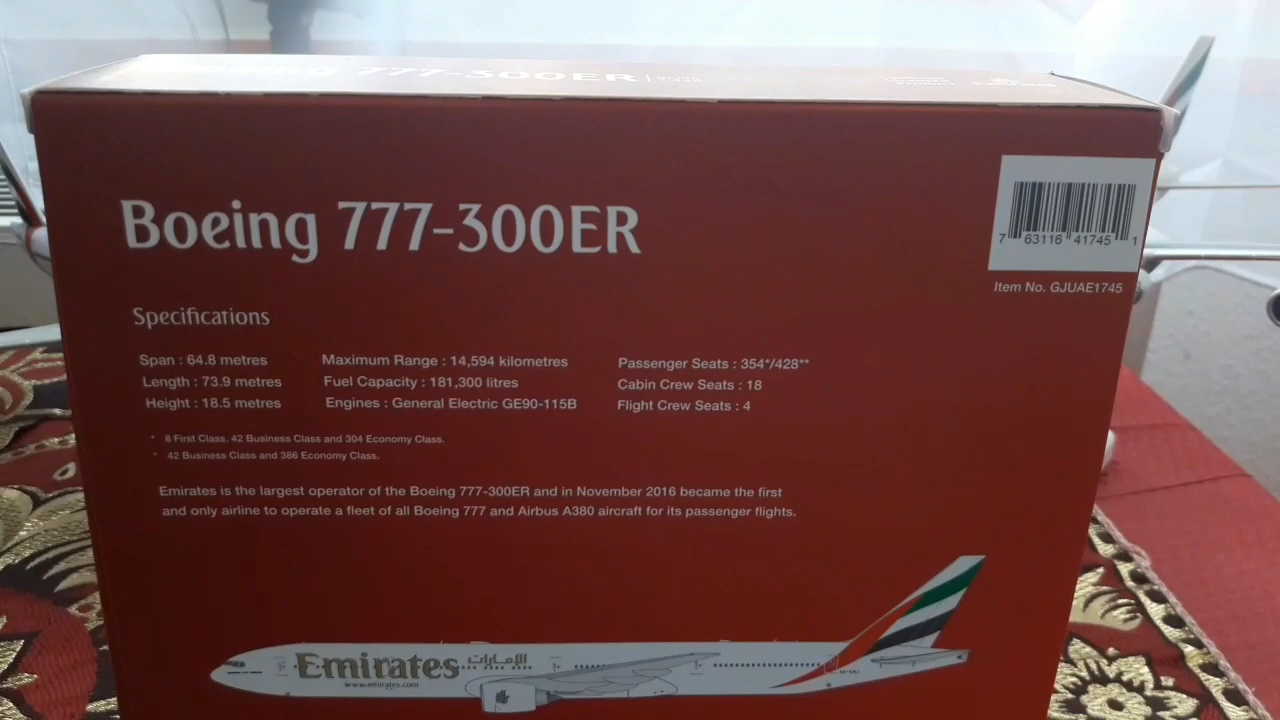 777-300ER
Boeing 777-300ER
7 63116 41745 1
Item No. GJUAE1745
Specifications
Span : 64.8 metres
Length : 73.9 metres
Height : 18.5 metres
Maximum Range : 14,594 kilometres
Fuel Capacity : 181,300 litres
Engines : General Electric GE90-115B
Passenger Seats : 354*/428**
Cabin Crew Seats : 18
Flight Crew Seats : 4
* 8 First Class, 42 Business Class and 304 Economy Class.
* 42 Business Class and 386 Economy Class.
Emirates is the largest operator of the Boeing 777-300ER and in November 2016 became the first
and only airline to operate a fleet of all Boeing 777 and Airbus A380 aircraft for its passenger flights.
Emirates الإمارات
www.emirates.com